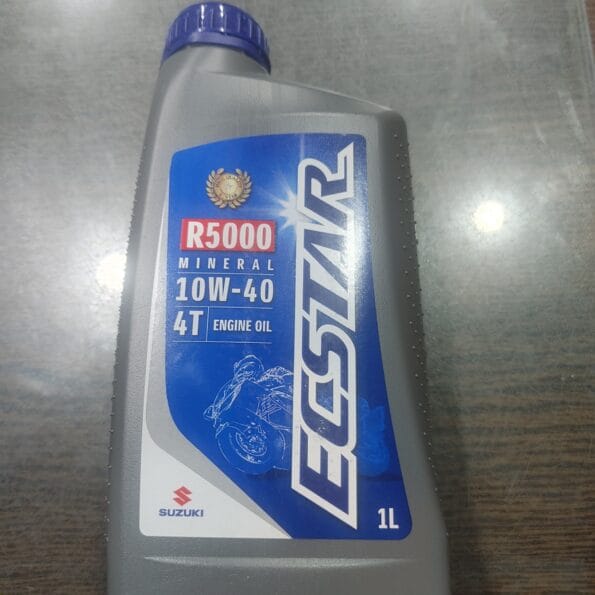 R5000
MINERAL
10W-40
4T ENGINE OIL
ECSTAR
SUZUKI
1L